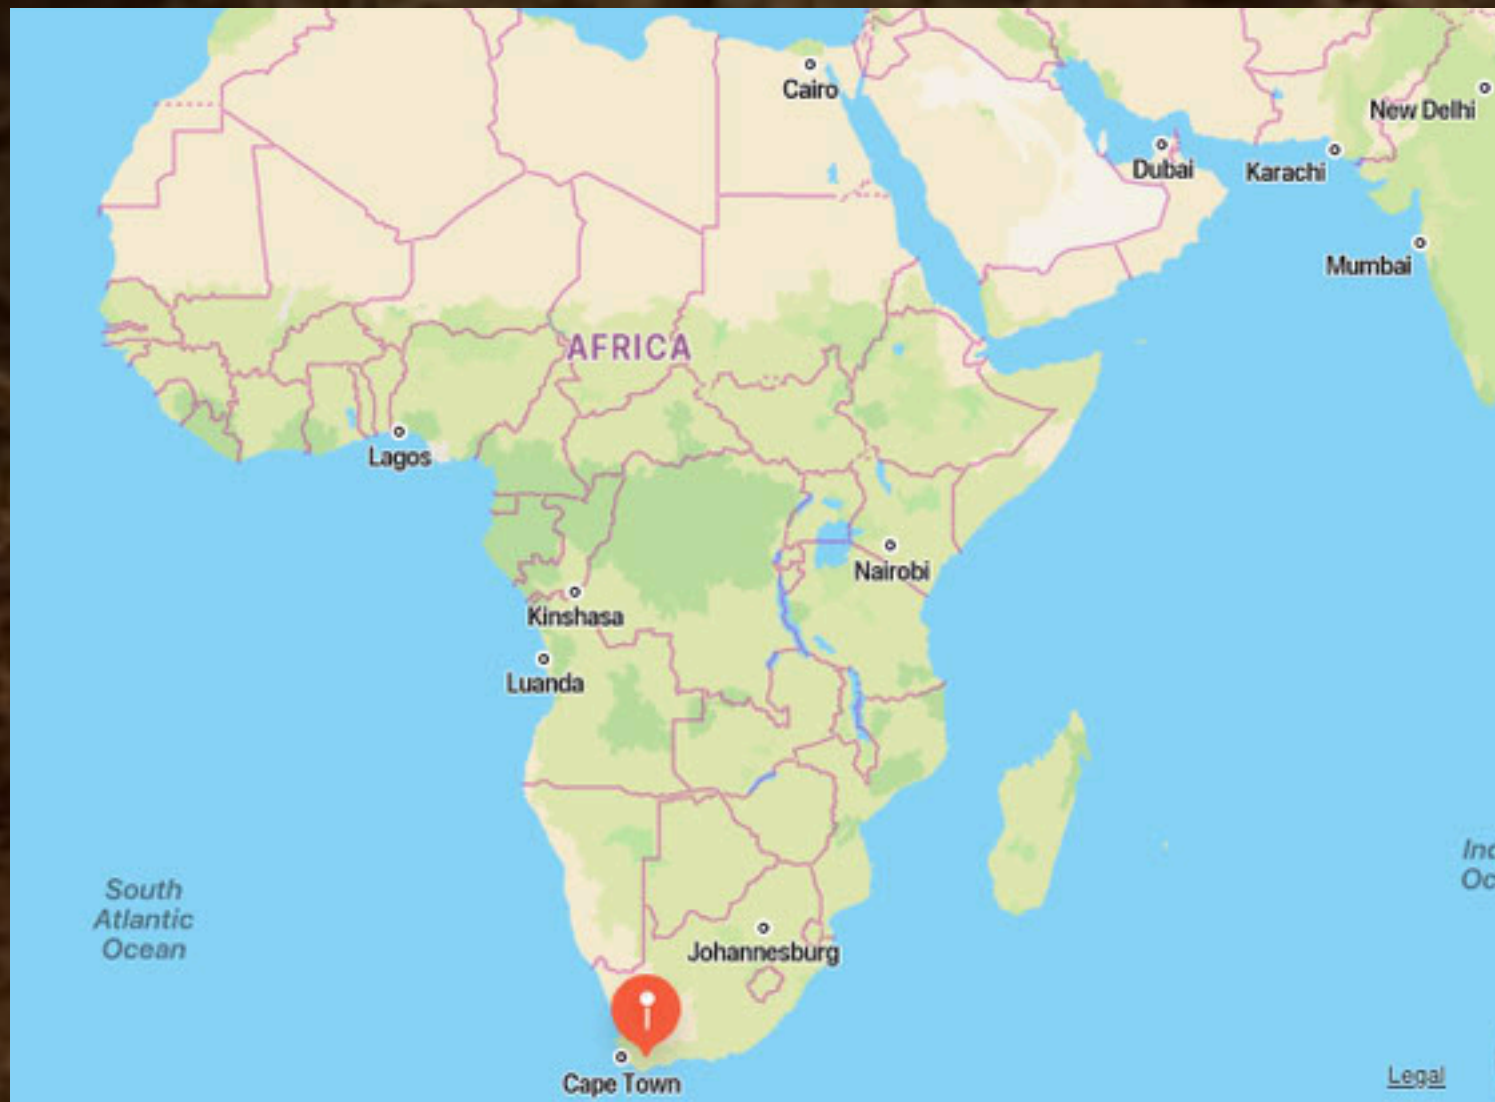 Cairo
New Delhi
Dubai
Karachi
Mumbai
AFRICA
Lagos
Nairobi
Kinshasa
Luanda
South
Atlantic
Ocean
Johannesburg
Cape Town
Legal